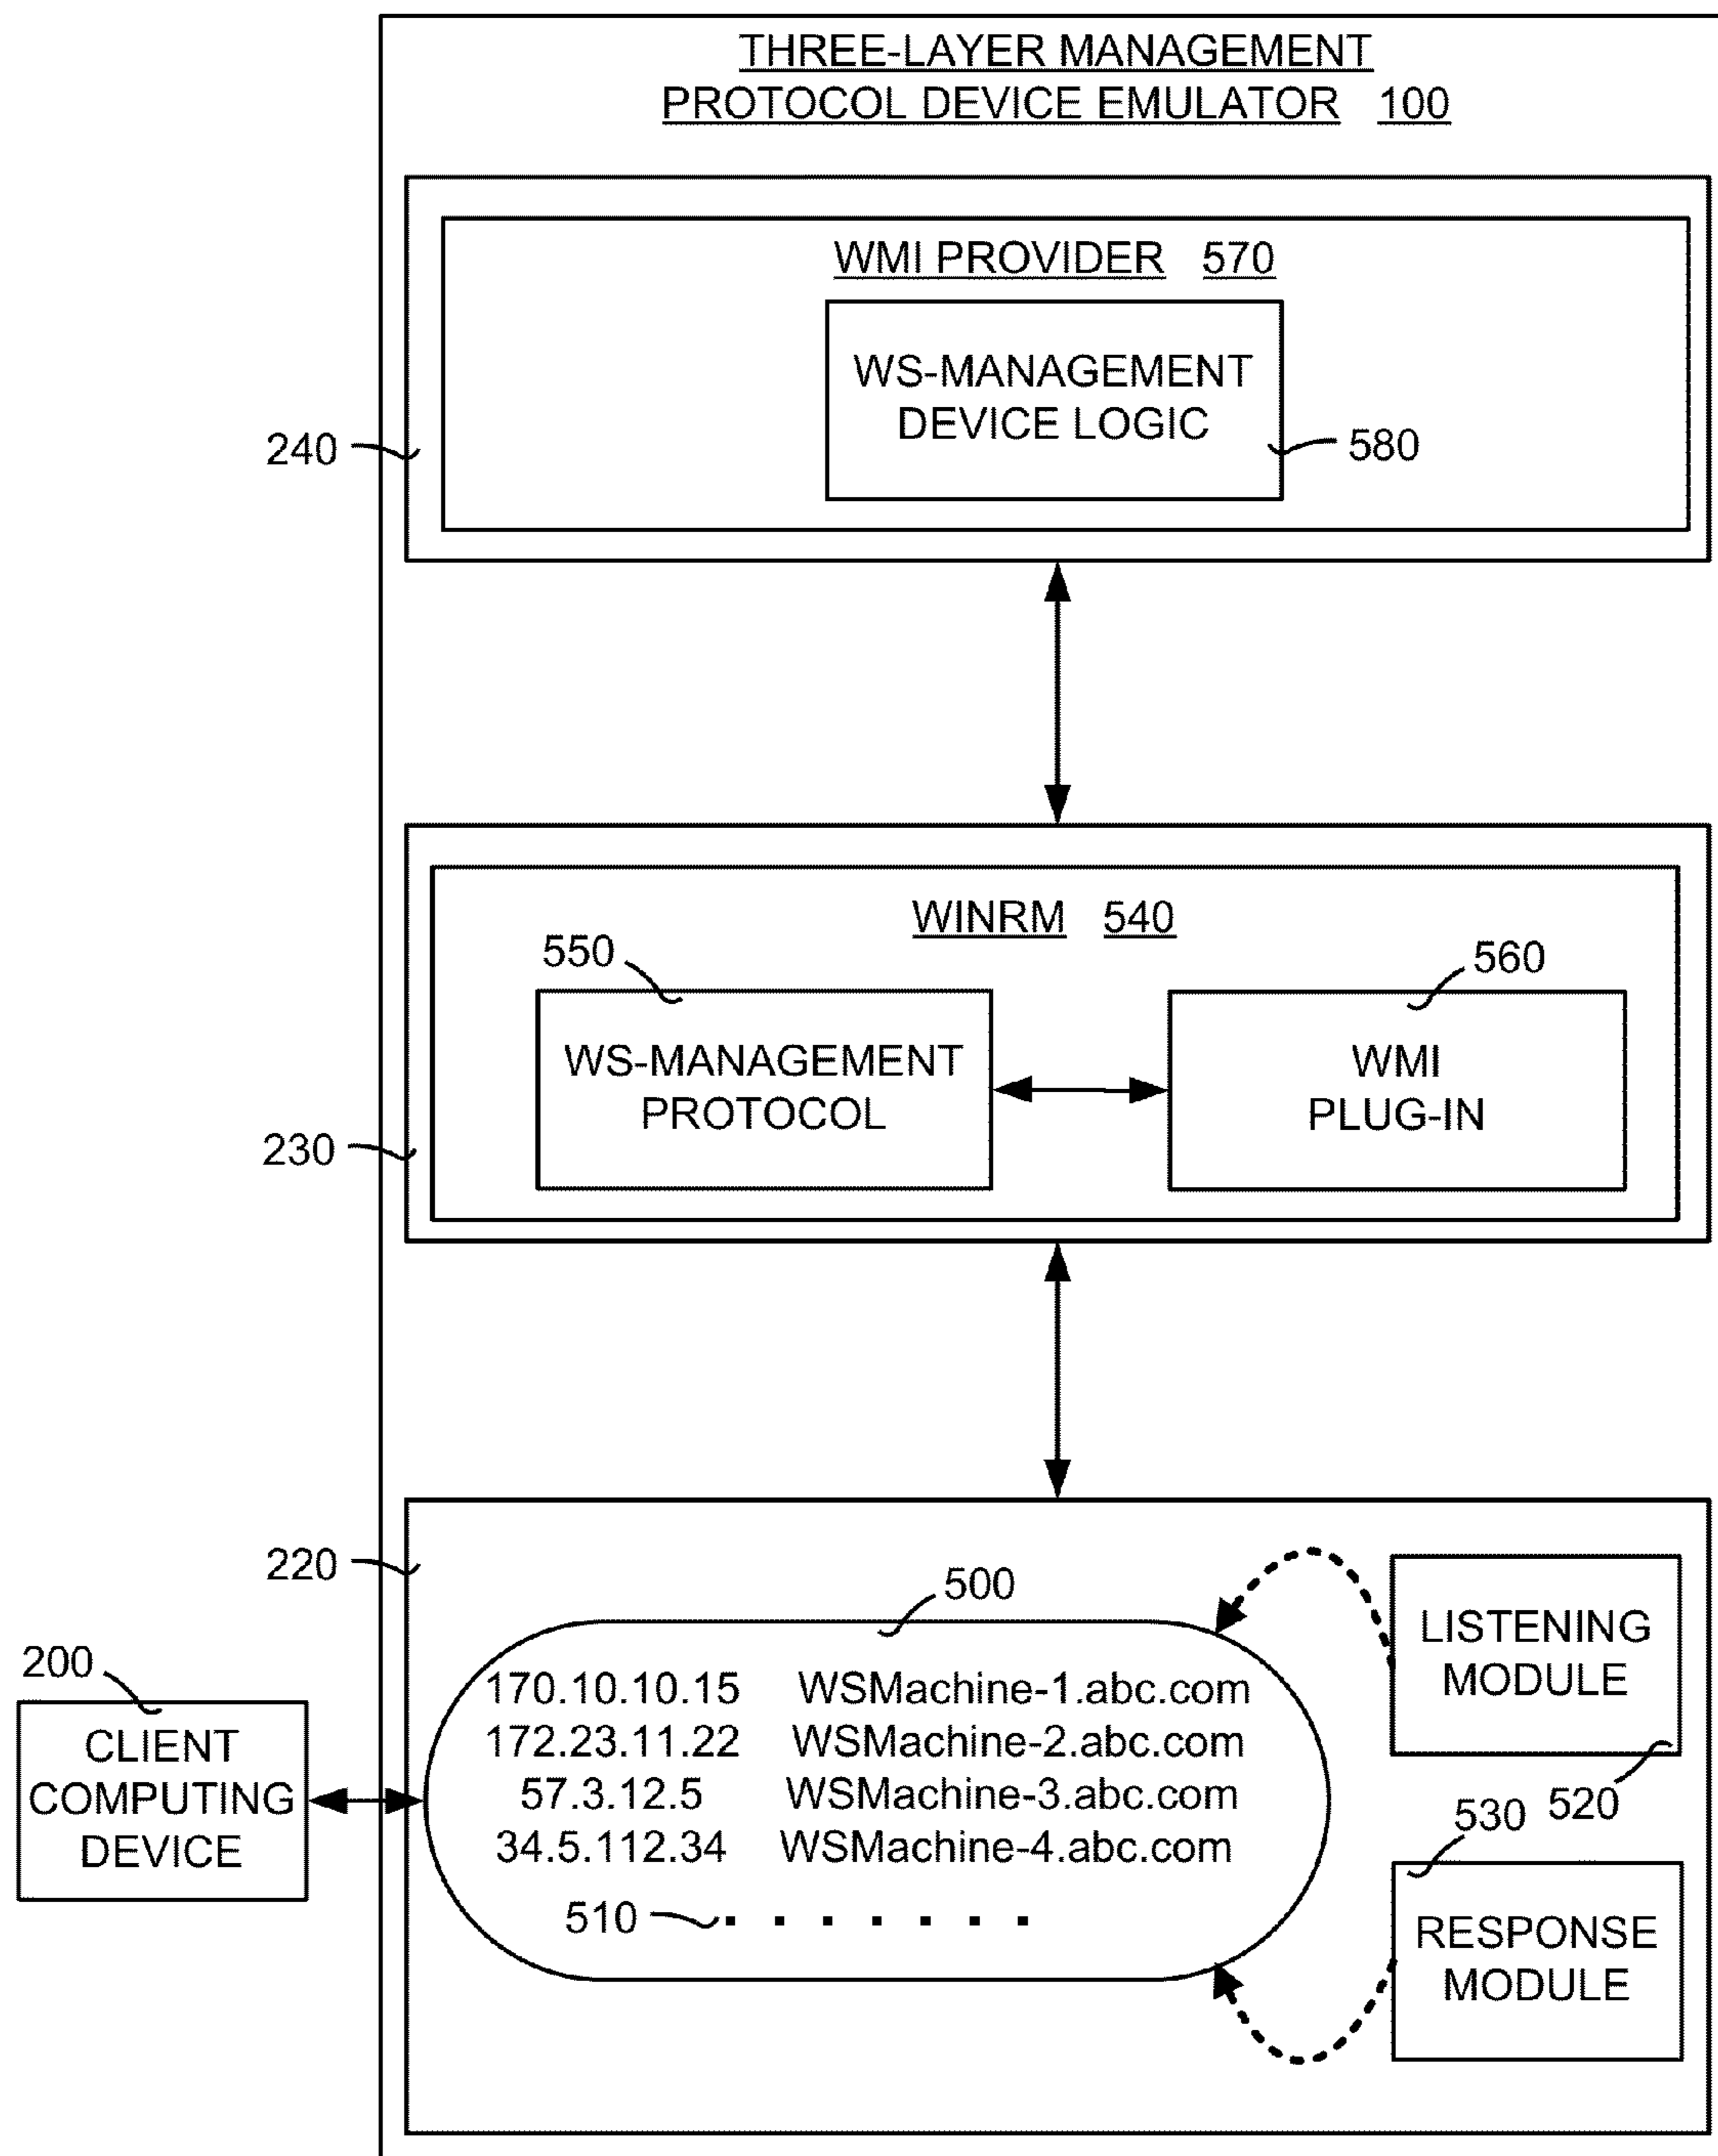 THREE-LAYER MANAGEMENT
PROTOCOL DEVICE EMULATOR 100
WMI PROVIDER 570
WS-MANAGEMENT
DEVICE LOGIC
240
580
WINRM 540
550
560
WS-MANAGEMENT
PROTOCOL
WMI
PLUG-IN
230
220
500
LISTENING
MODULE
520
200
CLIENT
COMPUTING
DEVICE
170.10.10.15 WSMachine-1.abc.com
172.23.11.22 WSMachine-2.abc.com
57.3.12.5 WSMachine-3.abc.com
34.5.112.34 WSMachine-4.abc.com
510 . . . . . . .
530
RESPONSE
MODULE